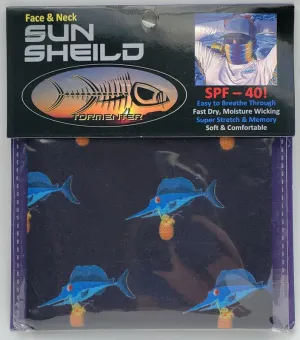 Face & Neck
SUN
SHEILD
TORMENTER
SPF – 40!
Easy to Breathe Through
Fast Dry, Moisture Wicking
Super Stretch & Memory
Soft & Comfortable